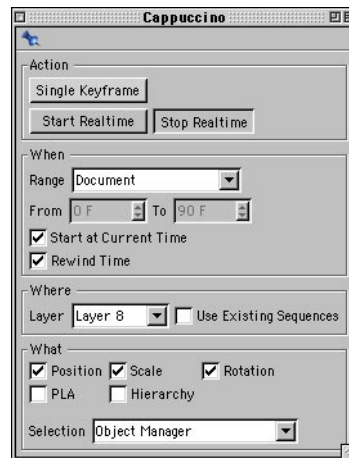 Cappuccino
Action
Single Keyframe
Start Realtime Stop Realtime
When
Range Document
From 0 F To 90 F
Start at Current Time
Rewind Time
Where
Layer Layer 8 Use Existing Sequences
What
Position Scale Rotation
PLA Hierarchy
Selection Object Manager